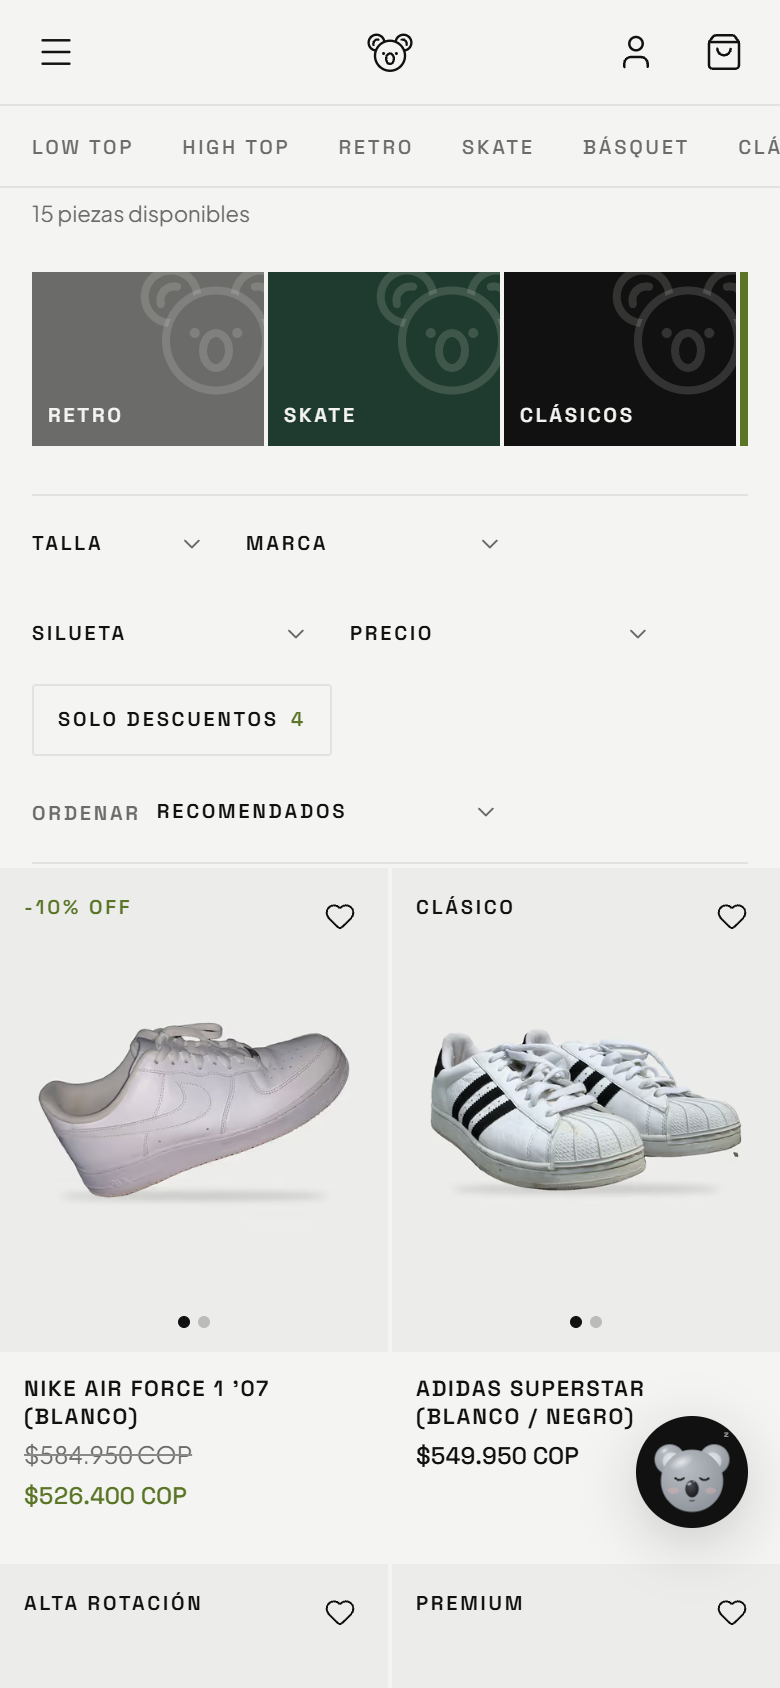 LOW TOP HIGH TOP RETRO SKATE BÁSQUET CLÁ
15 piezas disponibles
RETRO SKATE CLÁSICOS
TALLA MARCA
SILUETA PRECIO
SOLO DESCUENTOS 4
ORDENAR RECOMENDADOS
-10% OFF
CLÁSICO
NIKE AIR FORCE 1 '07
(BLANCO)
$584.950 COP
$526.400 COP
ADIDAS SUPERSTAR
(BLANCO / NEGRO)
$549.950 COP
z
ALTA ROTACIÓN
PREMIUM